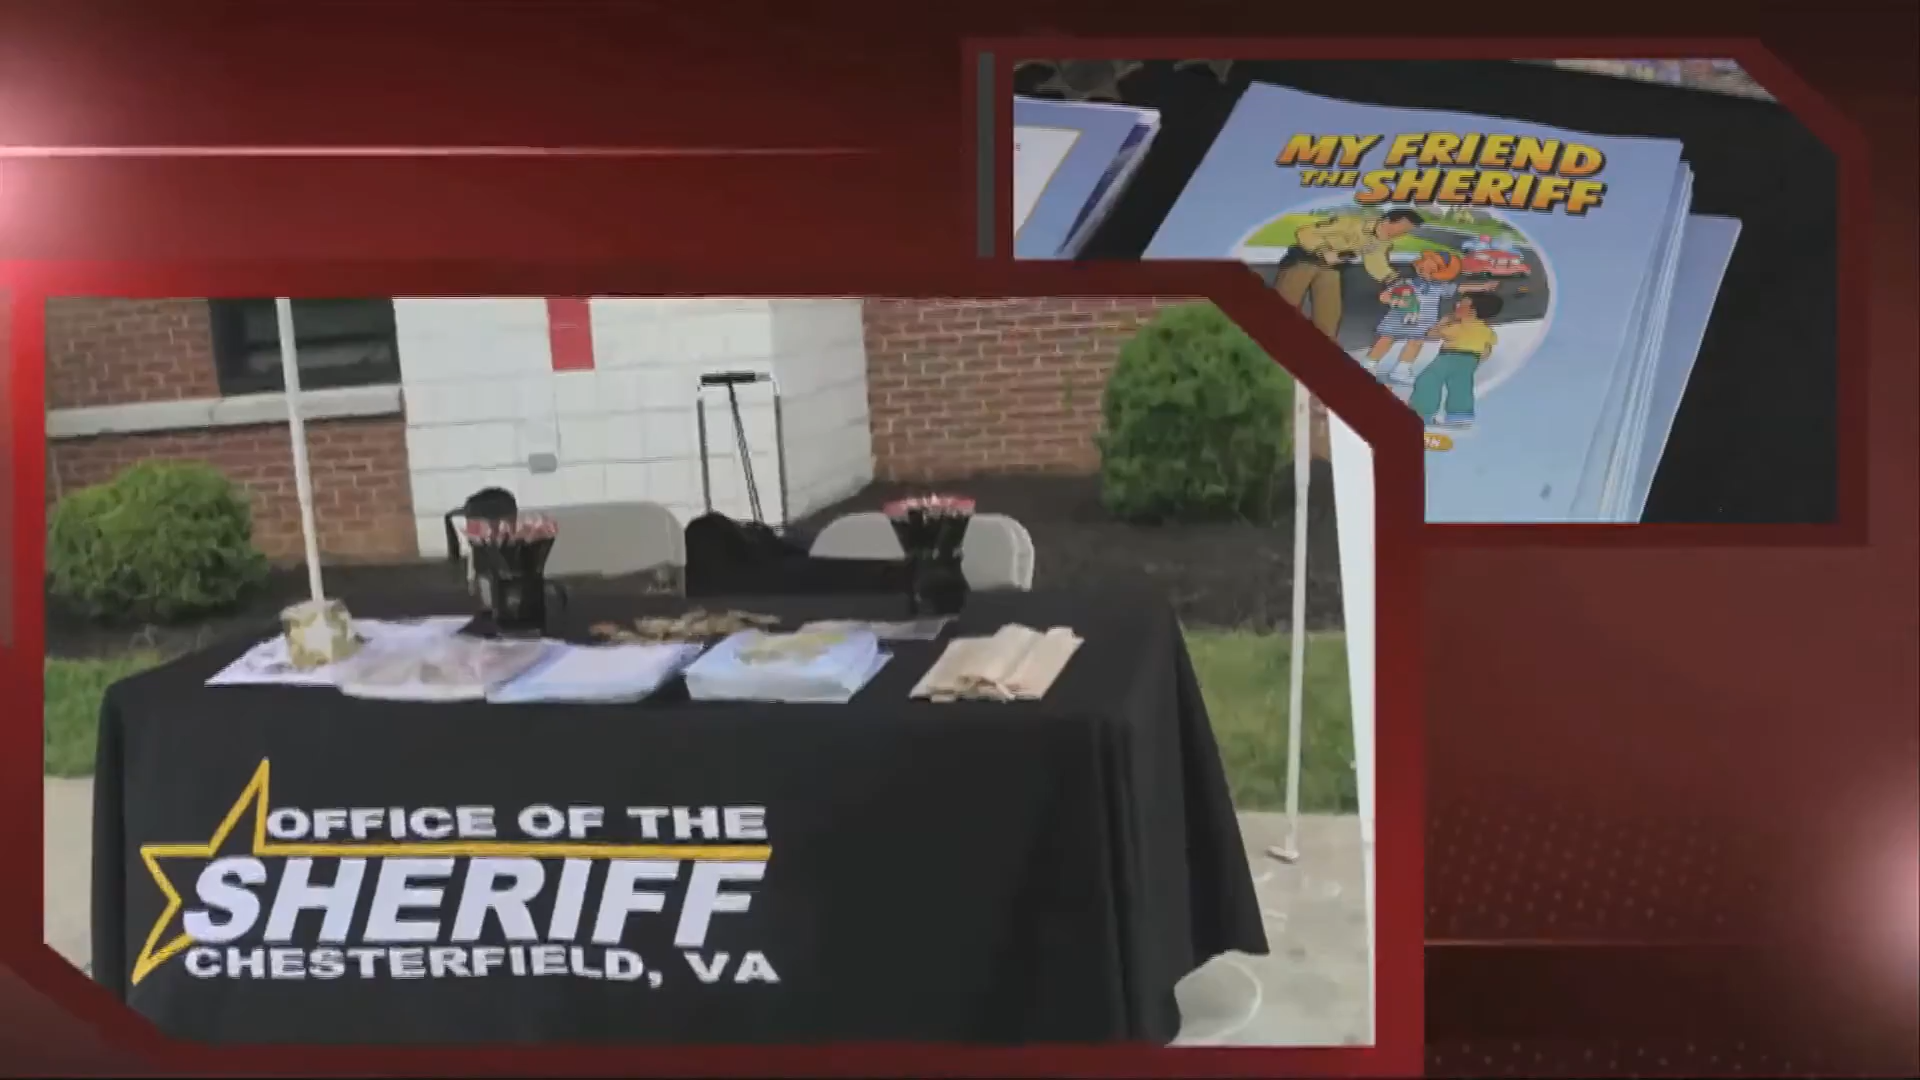 MY FRIEND
THE SHERIFF
OFFICE OF THE
SHERIFF
CHESTERFIELD, VA